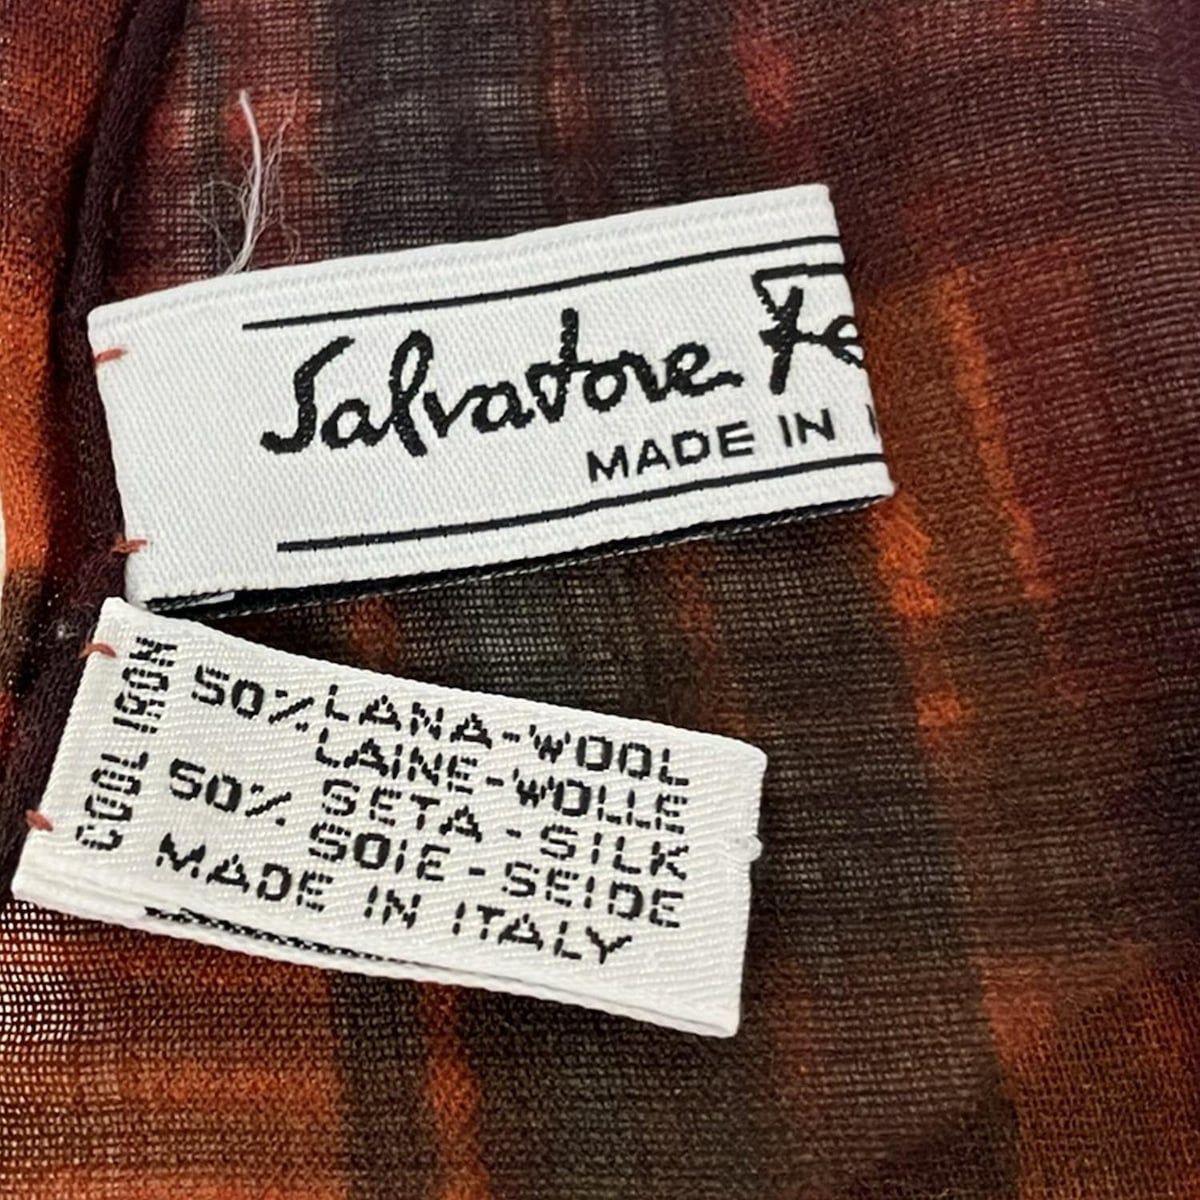 Salvatore Fe
MADE IN
COOL IRON
50% LANA-WOOL
LAINE-WOLLE
50% SETA-SILK
SOIE-SEIDE
MADE IN ITALY